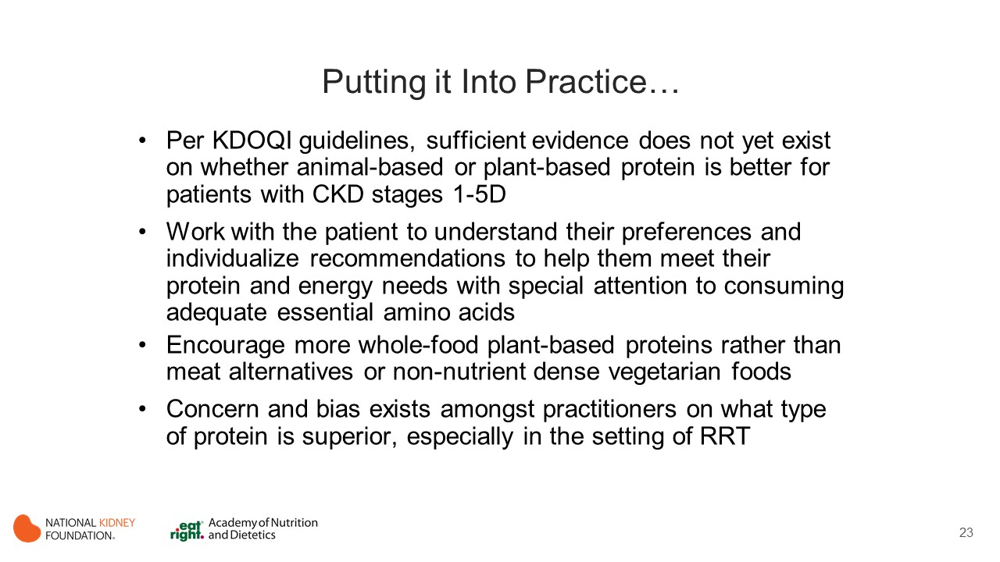 Putting it Into Practice…
• Per KDOQI guidelines, sufficient evidence does not yet exist
on whether animal-based or plant-based protein is better for
patients with CKD stages 1-5D
• Work with the patient to understand their preferences and
individualize recommendations to help them meet their
protein and energy needs with special attention to consuming
adequate essential amino acids
• Encourage more whole-food plant-based proteins rather than
meat alternatives or non-nutrient dense vegetarian foods
• Concern and bias exists amongst practitioners on what type
of protein is superior, especially in the setting of RRT
NATIONAL KIDNEY
FOUNDATION®
eat
right.
Academy of Nutrition
and Dietetics
23